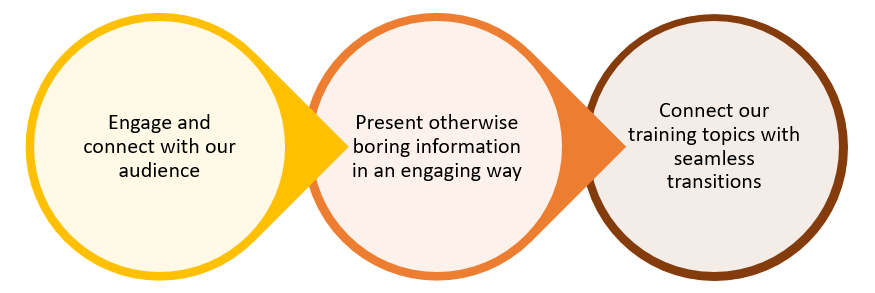 Engage and
connect with our
audience
Present otherwise
boring information
in an engaging way
Connect our
training topics with
seamless
transitions